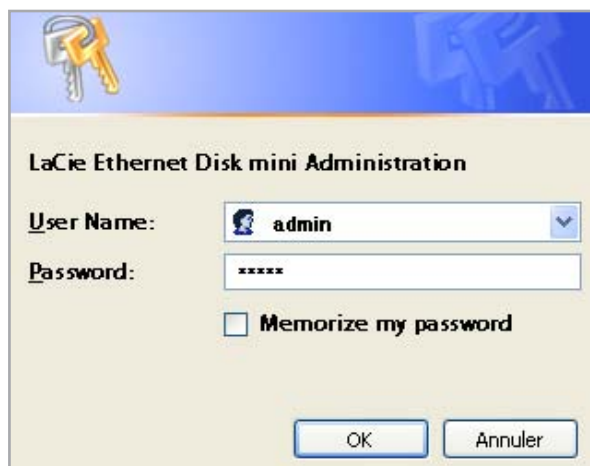 LaCie Ethernet Disk mini Administration
User Name: admin
Password: *****
Memorize my password
OK Annuler